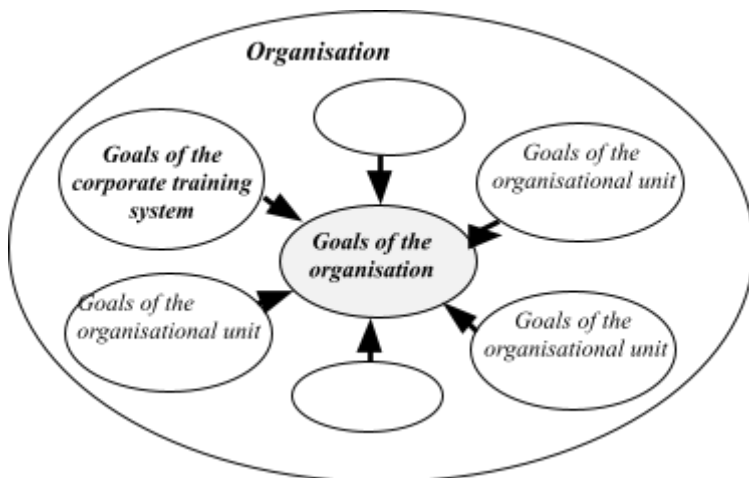 Organisation
Goals of the
corporate training
system
Goals of the
organisational unit
Goals of the
organisation
Goals of the
organisational unit
Goals of the
organisational unit